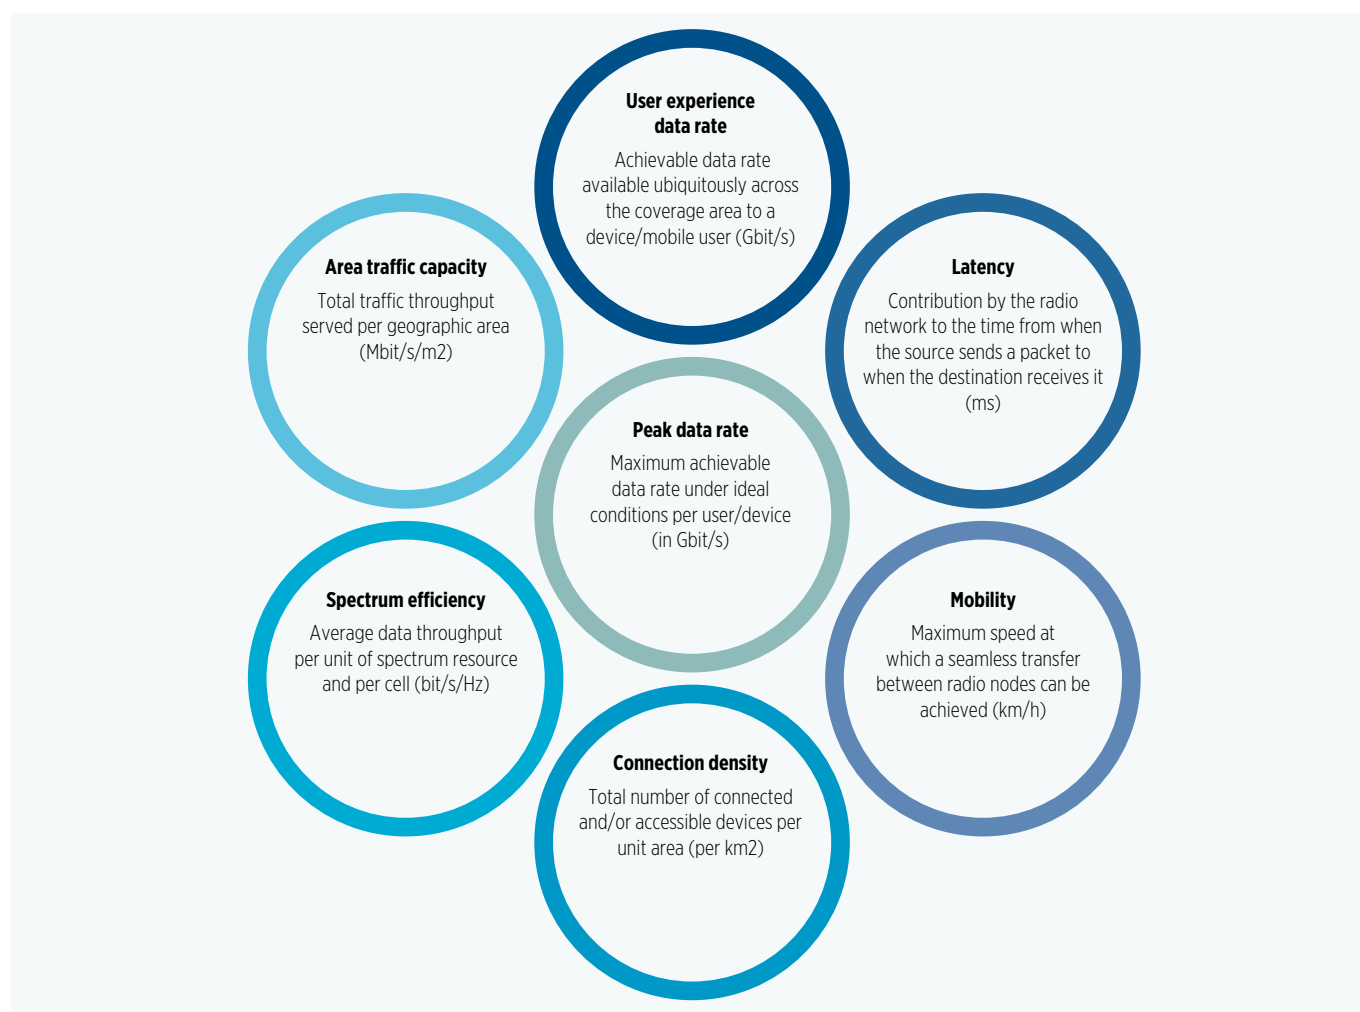 User experience
data rate
Achievable data rate
available ubiquitously across
the coverage area to a
device/mobile user (Gbit/s)
Area traffic capacity
Total traffic throughput
served per geographic area
(Mbit/s/m2)
Latency
Contribution by the radio
network to the time from when
the source sends a packet to
when the destination receives it
(ms)
Peak data rate
Maximum achievable
data rate under ideal
conditions per user/device
(in Gbit/s)
Spectrum efficiency
Average data throughput
per unit of spectrum resource
and per cell (bit/s/Hz)
Mobility
Maximum speed at
which a seamless transfer
between radio nodes can be
achieved (km/h)
Connection density
Total number of connected
and/or accessible devices per
unit area (per km2)